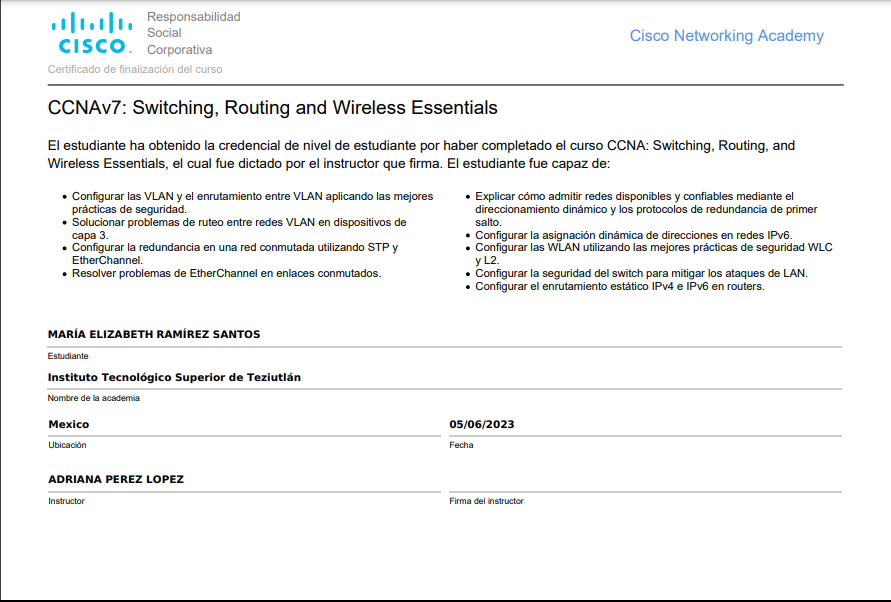 Responsabilidad
Social
Corporativa
CISCO
Cisco Networking Academy
Certificado de finalización del curso
CCNAv7: Switching, Routing and Wireless Essentials
El estudiante ha obtenido la credencial de nivel de estudiante por haber completado el curso CCNA: Switching, Routing, and
Wireless Essentials, el cual fue dictado por el instructor que firma. El estudiante fue capaz de:
• Configurar las VLAN y el enrutamiento entre VLAN aplicando las mejores
prácticas de seguridad.
• Solucionar problemas de ruteo entre redes VLAN en dispositivos de
capa 3.
• Configurar la redundancia en una red conmutada utilizando STP y
EtherChannel.
• Resolver problemas de EtherChannel en enlaces conmutados.
• Explicar cómo admitir redes disponibles y confiables mediante el
direccionamiento dinámico y los protocolos de redundancia de primer
salto.
• Configurar la asignación dinámica de direcciones en redes IPv6.
• Configurar las WLAN utilizando las mejores prácticas de seguridad WLC
y L2.
• Configurar la seguridad del switch para mitigar los ataques de LAN.
• Configurar el enrutamiento estático IPv4 e IPv6 en routers.
MARÍA ELIZABETH RAMÍREZ SANTOS
Estudiante
Instituto Tecnológico Superior de Teziutlán
Nombre de la academia
Mexico
Ubicación
05/06/2023
Fecha
ADRIANA PEREZ LOPEZ
Instructor
Firma del instructor